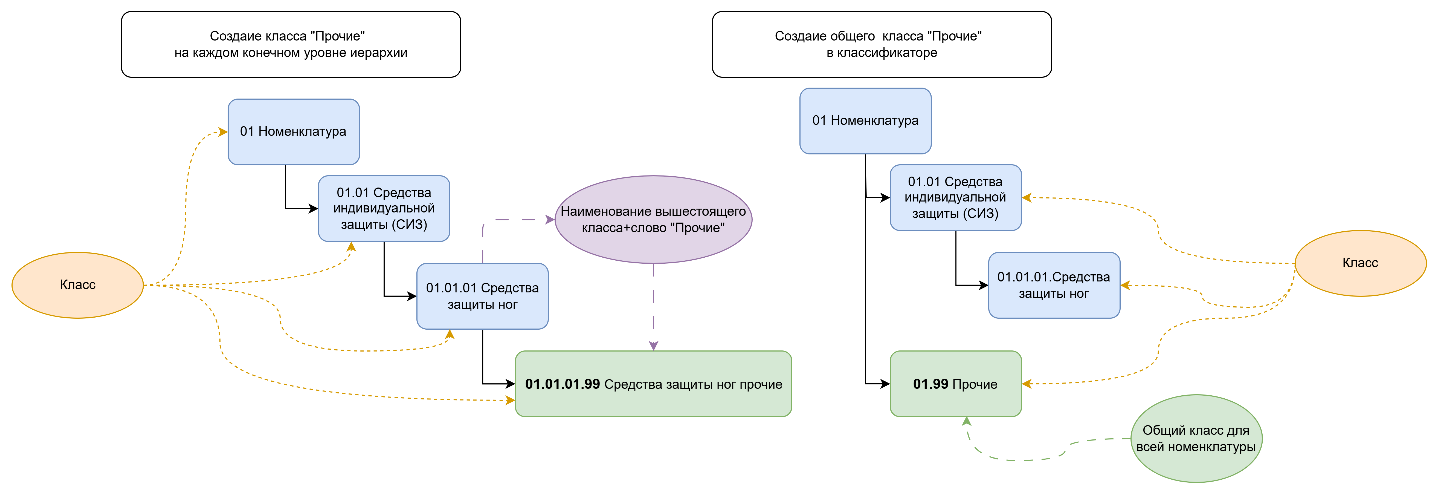 Создаие класса "Прочие"
на каждом конечном уровне иерархии
01 Номенклатура
01.01 Средства
индивидуальной
защиты (СИЗ)
Наименование вышестоящего
класса+слово "Прочие"
Класс
01.01.01 Средства
защиты ног
01.01.01.99 Средства защиты ног прочие
Создаие общего  класса "Прочие"
в классификаторе
01 Номенклатура
01.01 Средства
индивидуальной
защиты (СИЗ)
Класс
01.01.01.Средства
защиты ног
01.99 Прочие
Общий класс для
всей номенклатуры